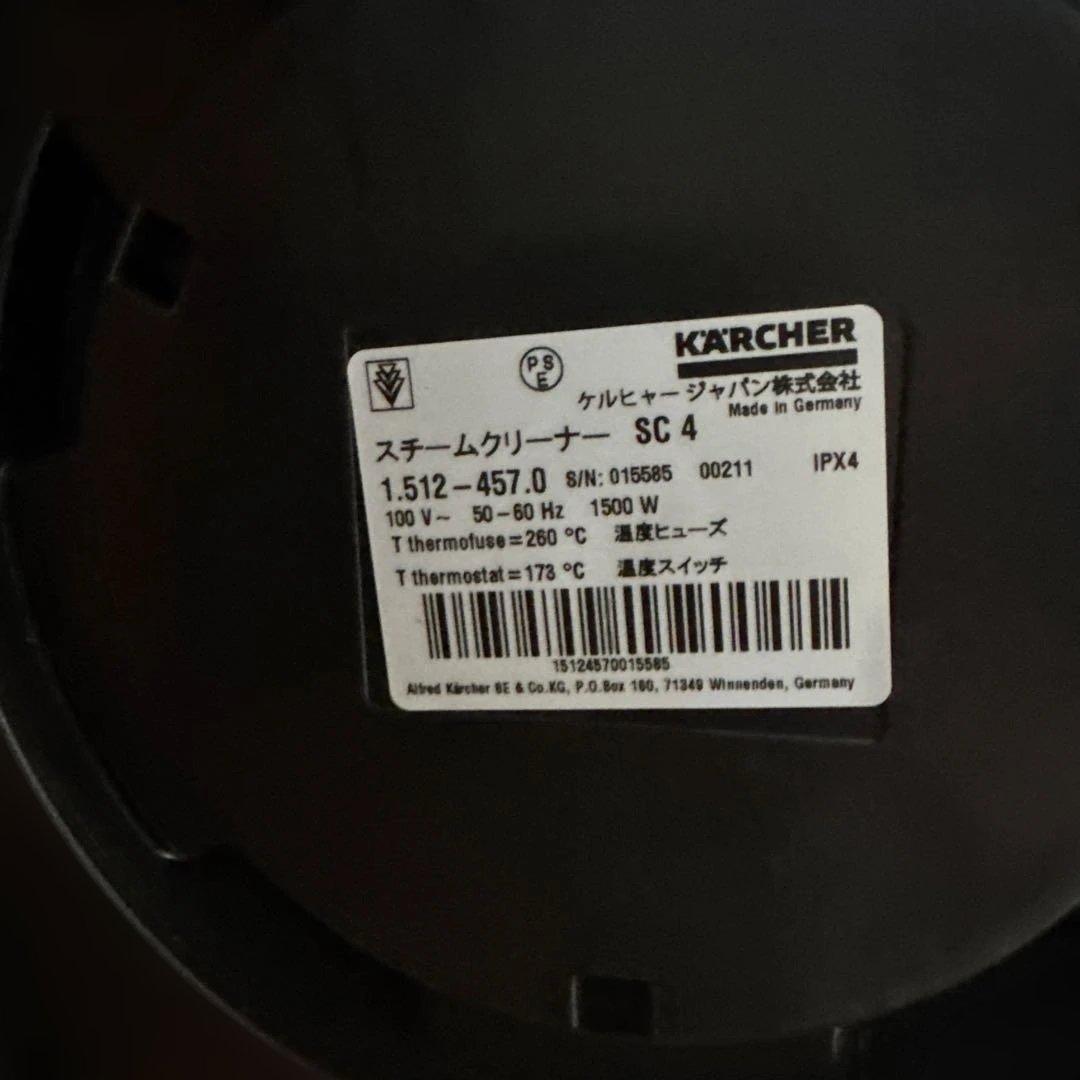 KÄRCHER
PSE
ケルヒャー ジャパン株式会社
Made in Germany
スチームクリーナー SC 4
1.512-457.0 S/N: 015585 00211 IPX4
100 V~ 50-60 Hz 1500 W
T thermofuse=260 °C 温度ヒューズ
T thermostat=173 °C 温度スイッチ
15124570015585
Alfred Kärcher SE & Co.KG, P.O.Box 160, 71349 Winnenden, Germany